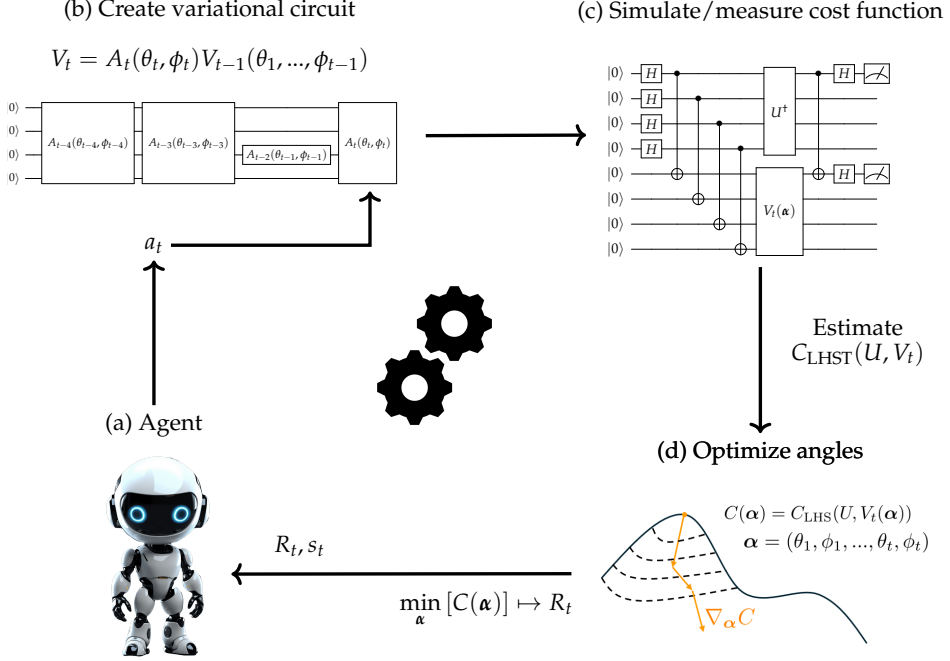 (b) Create variational circuit
V_t = A_t(θ_t, ϕ_t)V_{t−1}(θ_1, ..., ϕ_{t−1})
|0⟩
|0⟩
|0⟩
|0⟩
A_{t−4}(θ_{t−4}, ϕ_{t−4})
A_{t−3}(θ_{t−3}, ϕ_{t−3})
A_{t−2}(θ_{t−1}, ϕ_{t−1})
A_t(θ_t, ϕ_t)
a_t
(c) Simulate/measure cost function
|0⟩ H H
|0⟩ H
|0⟩ H
|0⟩ H
U†
|0⟩ H
|0⟩
|0⟩
|0⟩
V_t(α)
Estimate
C_LHST(U, V_t)
(a) Agent
(d) Optimize angles
C(α) = C_LHS(U, V_t(α))
α = (θ_1, ϕ_1, ..., θ_t, ϕ_t)
∇_α C
R_t, s_t
min_α [C(α)] ↦ R_t